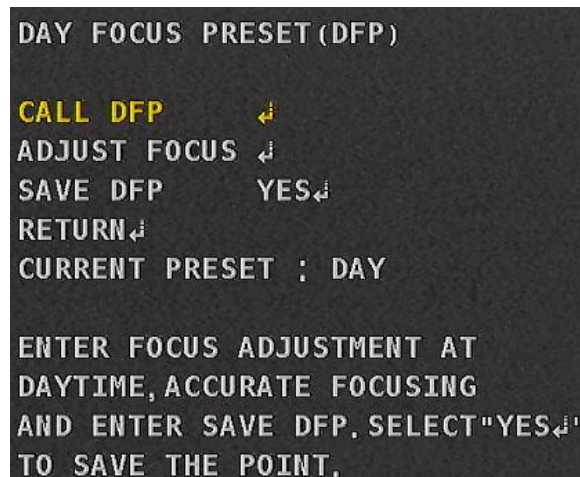 DAY FOCUS PRESET(DFP)
CALL DFP ↲
ADJUST FOCUS ↲
SAVE DFP YES↲
RETURN↲
CURRENT PRESET : DAY
ENTER FOCUS ADJUSTMENT AT
DAYTIME,ACCURATE FOCUSING
AND ENTER SAVE DFP.SELECT"YES↲"
TO SAVE THE POINT.